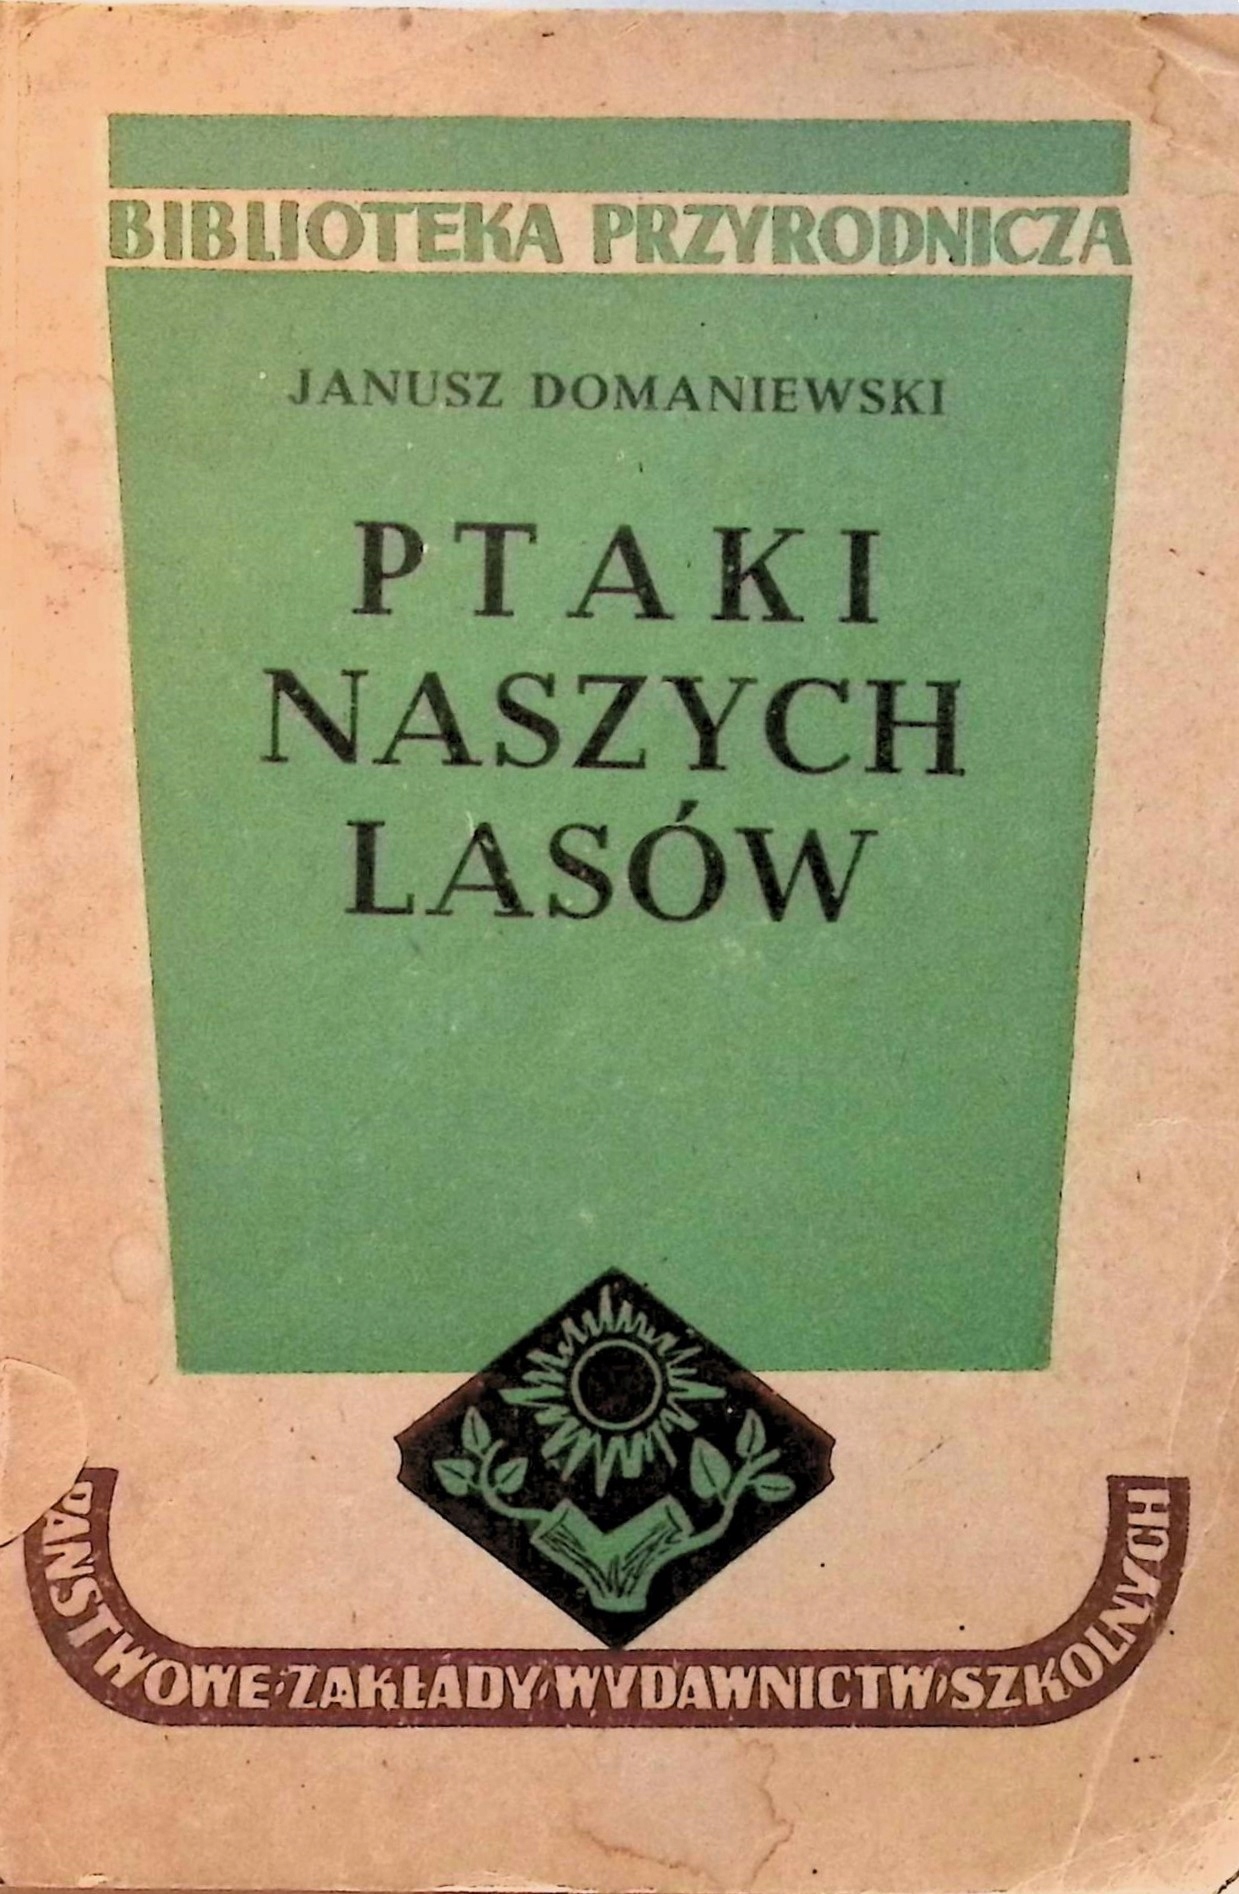 BIBLIOTEKA PRZYRODNICZA
JANUSZ DOMANIEWSKI
PTAKI
NASZYCH
LASÓW
PAŃSTWOWE·ZAKŁADY·WYDAWNICTW·SZKOLNYCH